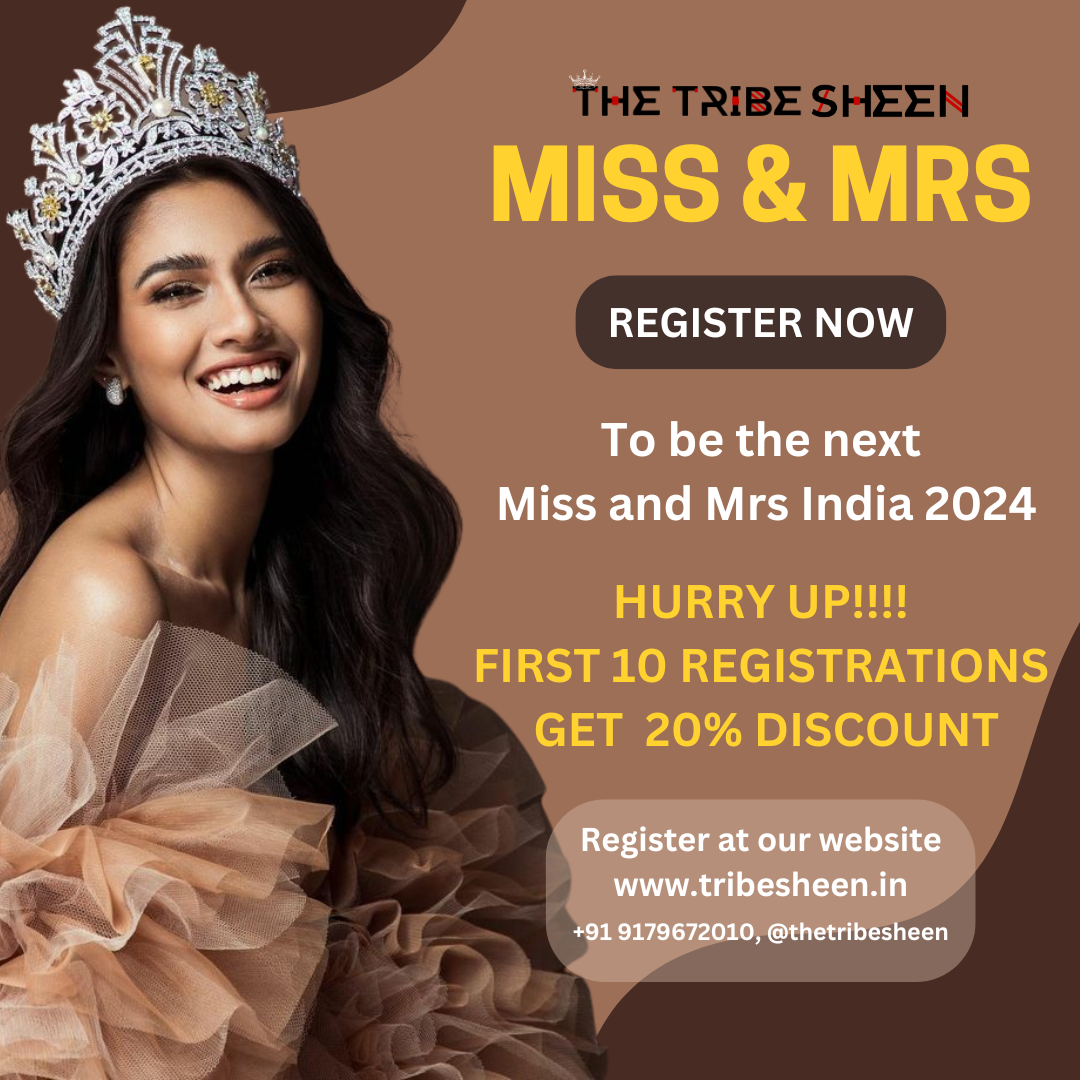 THE TRIBE SHEEN
MISS & MRS
REGISTER NOW
To be the next
Miss and Mrs India 2024
HURRY UP!!!!
FIRST 10 REGISTRATIONS
GET 20% DISCOUNT
Register at our website
www.tribesheen.in
+91 9179672010, @thetribesheen